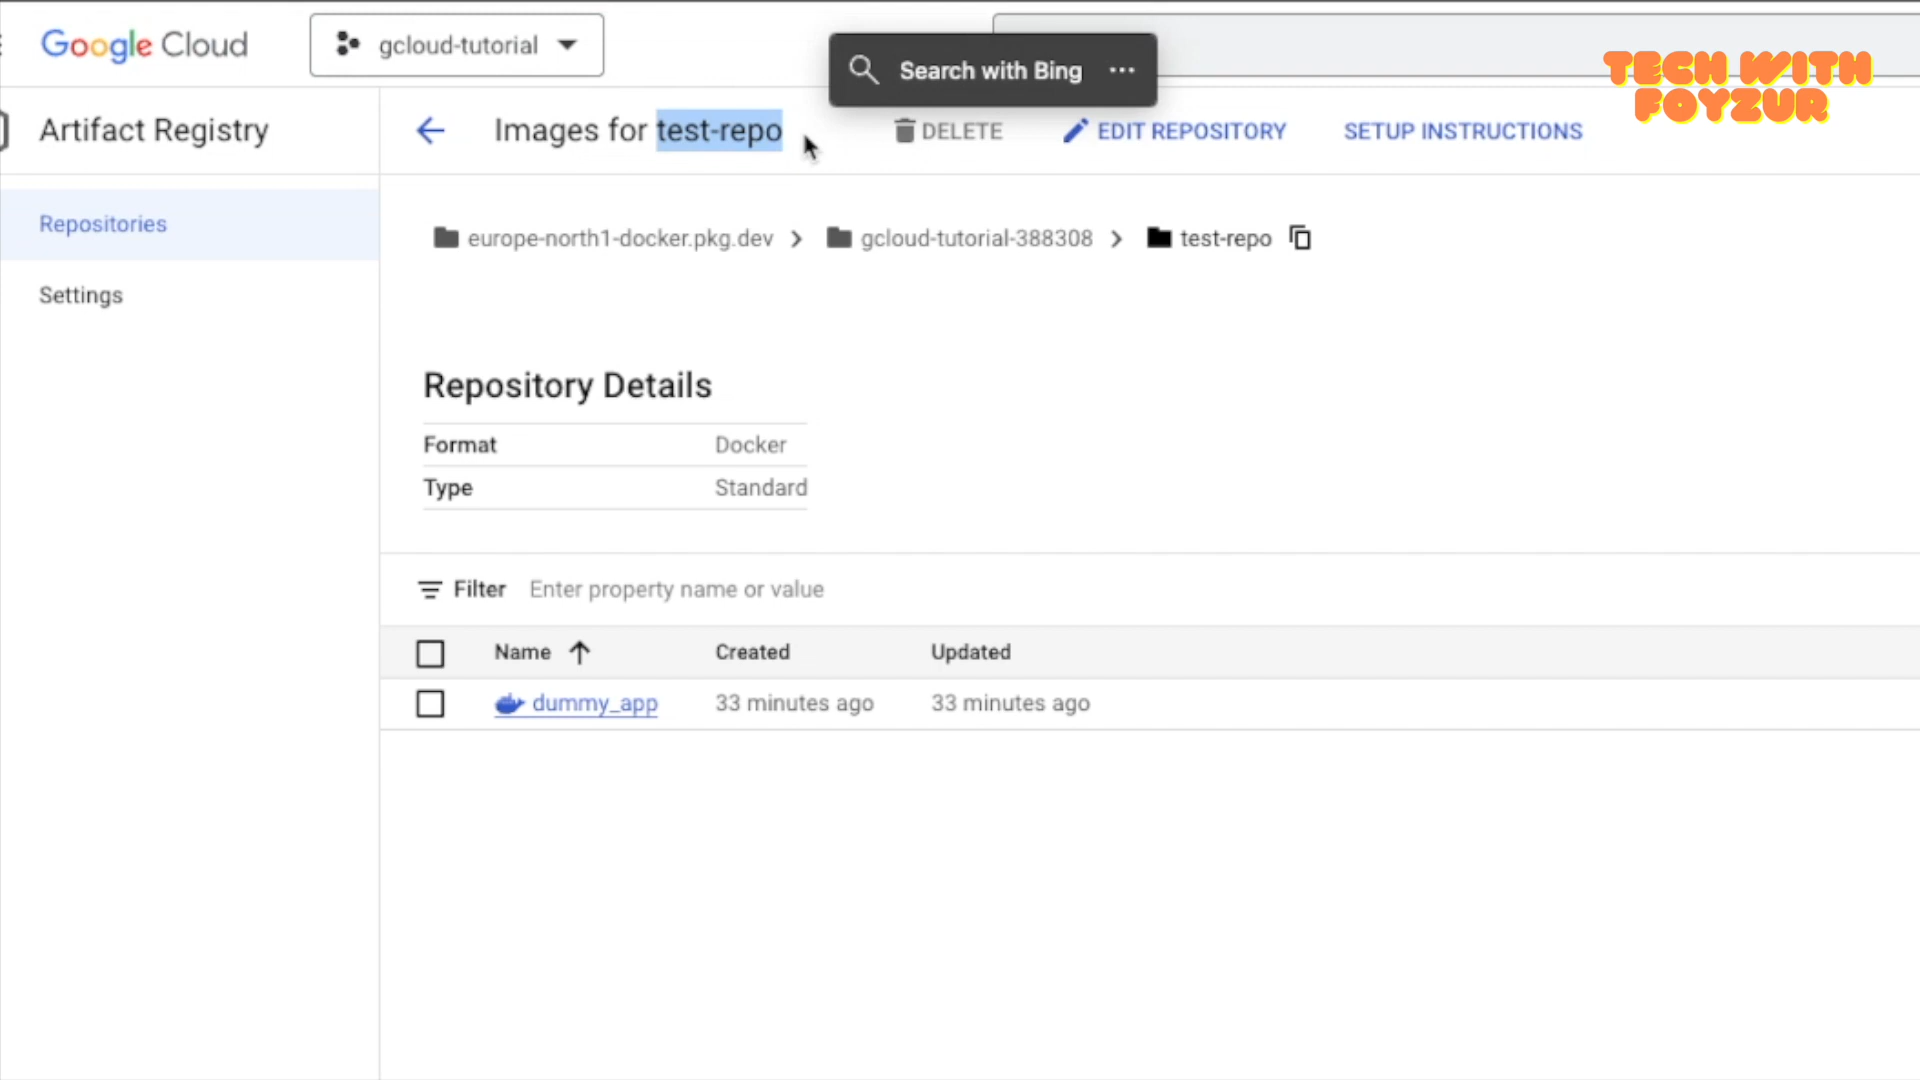 Google Cloud
gcloud-tutorial
Search with Bing
TECH WITH
FOYZUR
Artifact Registry
Images for test-repo
DELETE
EDIT REPOSITORY
SETUP INSTRUCTIONS
Repositories
europe-north1-docker.pkg.dev
gcloud-tutorial-388308
test-repo
Settings
Repository Details
Format Docker
Type Standard
Filter Enter property name or value
Name Created Updated
dummy_app 33 minutes ago 33 minutes ago